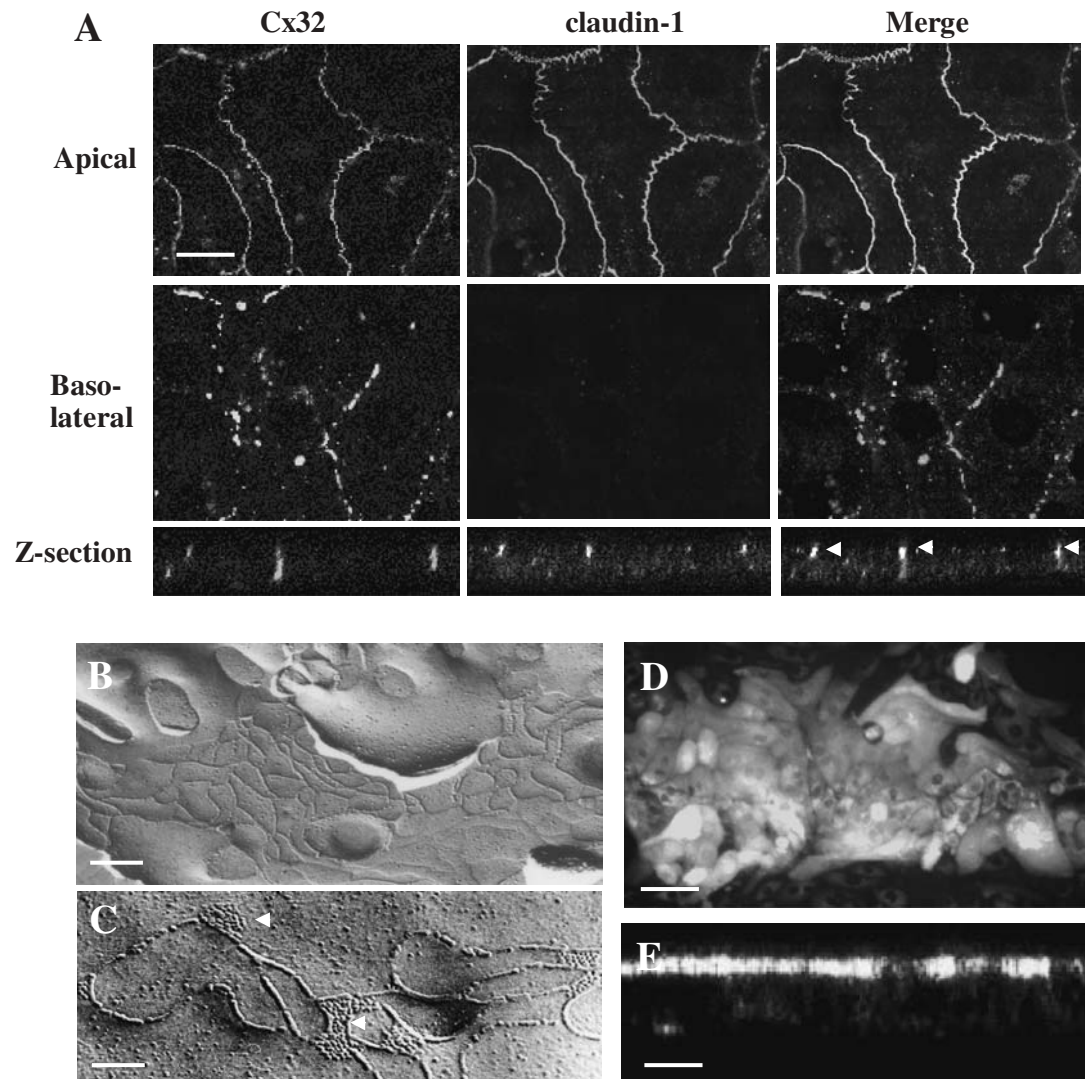 A
Cx32 claudin-1 Merge
Apical
Baso-
lateral
Z-section
B
D
C
E